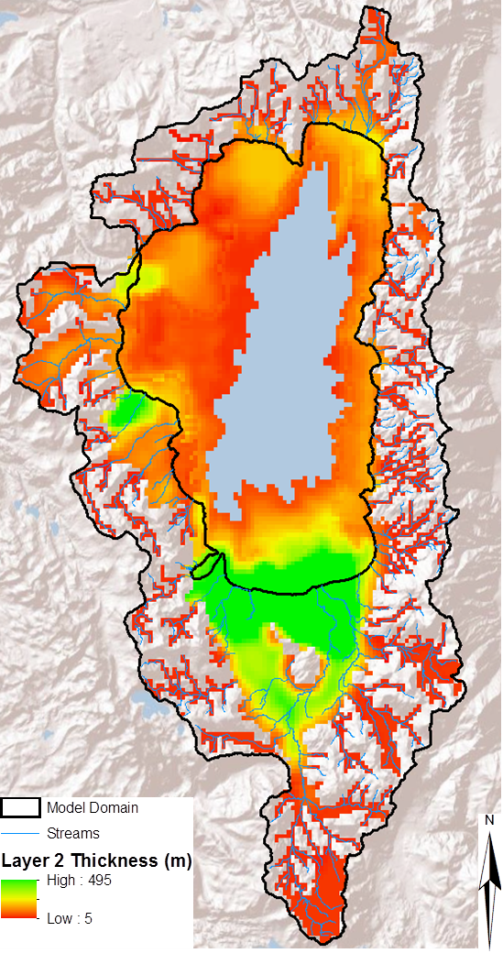 N
Model Domain
Streams
Layer 2 Thickness (m)
High : 495
Low : 5